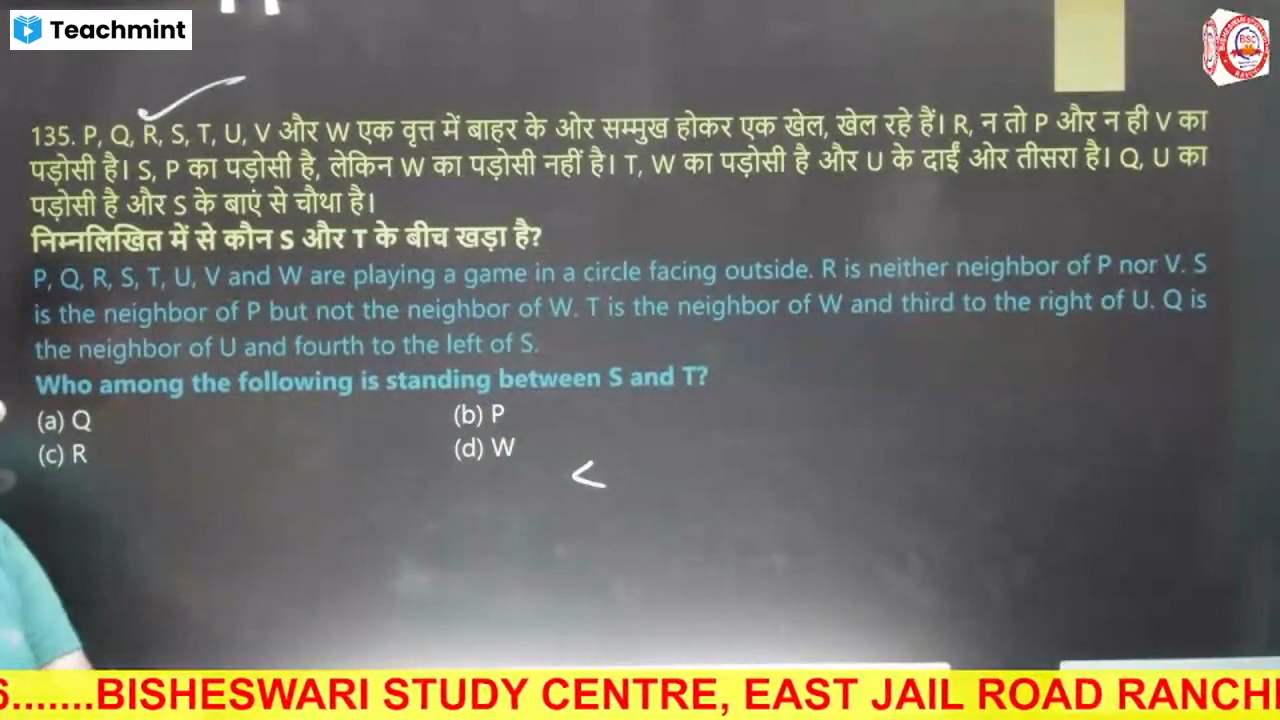 Teachmint
135. P, Q, R, S, T, U, V और W एक वृत्त में बाहर के ओर सम्मुख होकर एक खेल, खेल रहे हैं। R, न तो P और न ही V का
पड़ोसी है। S, P का पड़ोसी है, लेकिन W का पड़ोसी नहीं है। T, W का पड़ोसी है और U के दाईं ओर तीसरा है। Q, U का
पड़ोसी है और S के बाएं से चौथा है।
निम्नलिखित में से कौन S और T के बीच खड़ा है?
P, Q, R, S, T, U, V and W are playing a game in a circle facing outside. R is neither neighbor of P nor V. S
is the neighbor of P but not the neighbor of W. T is the neighbor of W and third to the right of U. Q is
the neighbor of U and fourth to the left of S.
Who among the following is standing between S and T?
(a) Q (b) P
(c) R (d) W
6.......BISHESWARI STUDY CENTRE, EAST JAIL ROAD RANCHI